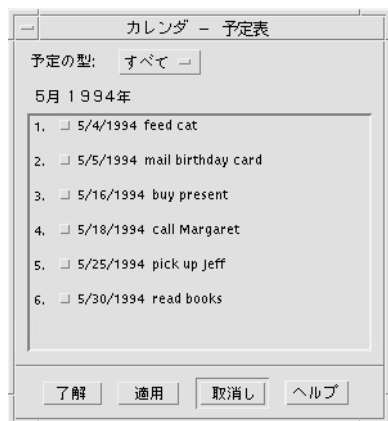 カレンダ － 予定表
予定の型: すべて
5月 1994年
1. 5/4/1994 feed cat
2. 5/5/1994 mail birthday card
3. 5/16/1994 buy present
4. 5/18/1994 call Margaret
5. 5/25/1994 pick up Jeff
6. 5/30/1994 read books
了解 適用 取消し ヘルプ